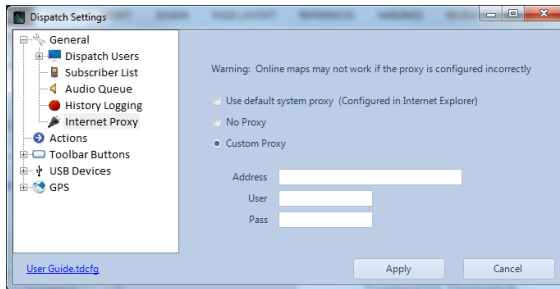 Dispatch Settings
General
Dispatch Users
Subscriber List
Audio Queue
History Logging
Internet Proxy
Actions
Toolbar Buttons
USB Devices
GPS
Warning: Online maps may not work if the proxy is configured incorrectly
Use default system proxy (Configured in Internet Explorer)
No Proxy
Custom Proxy
Address
User
Pass
User Guide.tdcfg
Apply
Cancel